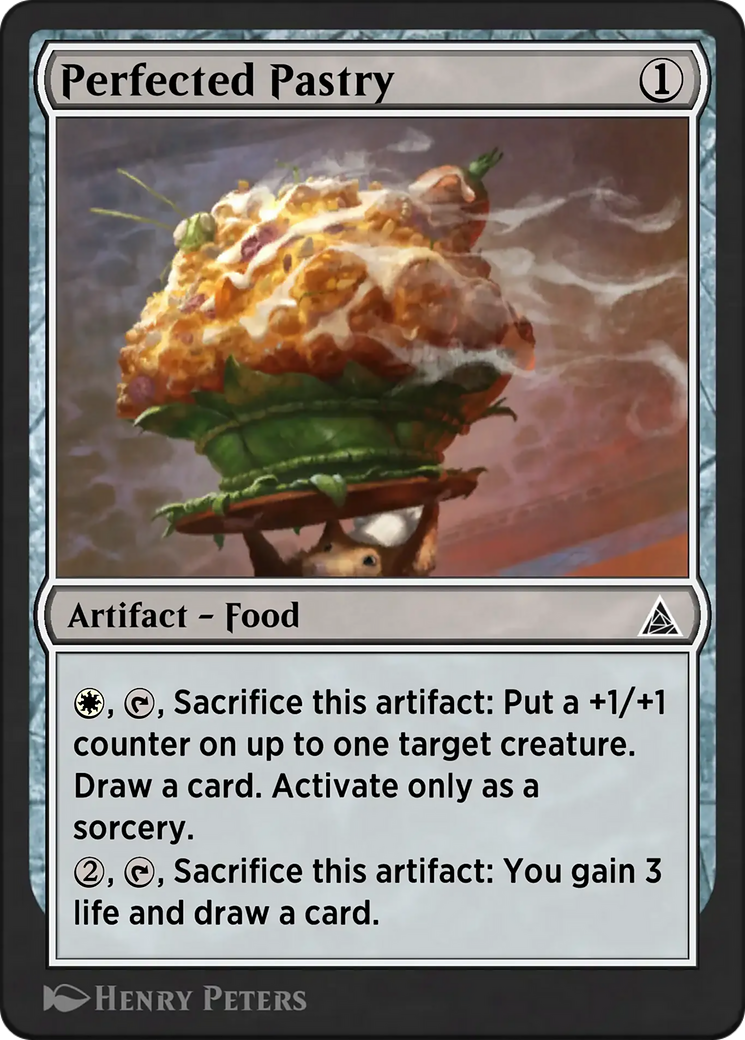 Perfected Pastry 1
Artifact – Food
, , Sacrifice this artifact: Put a +1/+1
counter on up to one target creature.
Draw a card. Activate only as a
sorcery.
2, , Sacrifice this artifact: You gain 3
life and draw a card.
Henry Peters